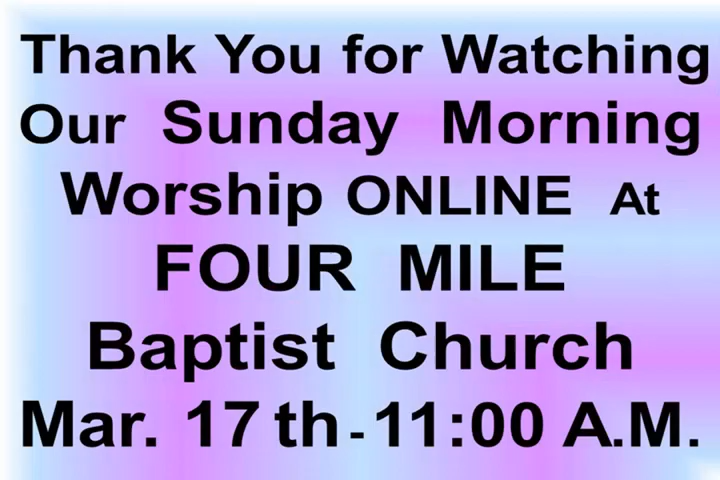 Thank You for Watching
Our Sunday Morning
Worship ONLINE At
FOUR MILE
Baptist Church
Mar. 17 th - 11:00 A.M.